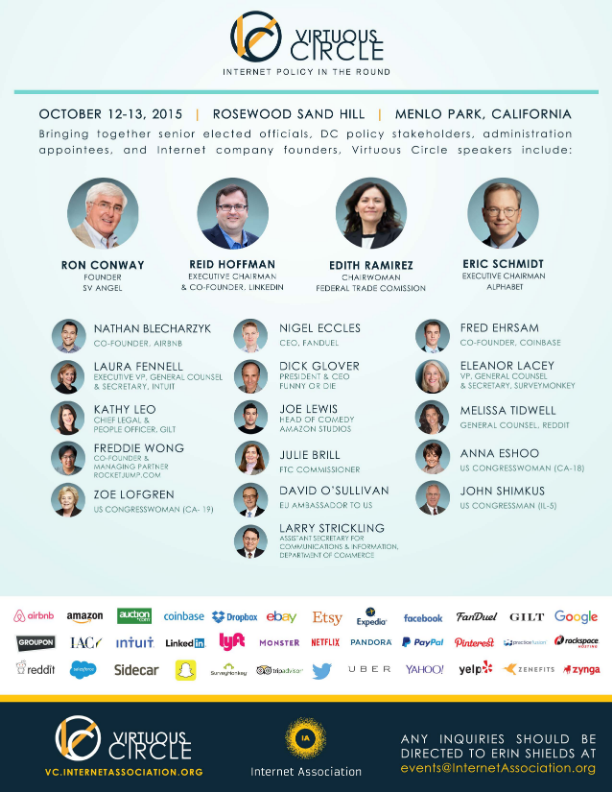 VIRTUOUS
CIRCLE
INTERNET POLICY IN THE ROUND
OCTOBER 12-13, 2015 | ROSEWOOD SAND HILL | MENLO PARK, CALIFORNIA
Bringing together senior elected officials, DC policy stakeholders, administration
appointees, and Internet company founders, Virtuous Circle speakers include:
RON CONWAY
FOUNDER
SV ANGEL
REID HOFFMAN
EXECUTIVE CHAIRMAN
& CO-FOUNDER, LINKEDIN
EDITH RAMIREZ
CHAIRWOMAN
FEDERAL TRADE COMISSION
ERIC SCHMIDT
EXECUTIVE CHAIRMAN
ALPHABET
NATHAN BLECHARZYK
CO-FOUNDER, AIRBNB
NIGEL ECCLES
CEO, FANDUEL
FRED EHRSAM
CO-FOUNDER, COINBASE
LAURA FENNELL
EXECUTIVE VP, GENERAL COUNSEL
& SECRETARY, INTUIT
DICK GLOVER
PRESIDENT & CEO
FUNNY OR DIE
ELEANOR LACEY
VP, GENERAL COUNSEL
& SECRETARY, SURVEYMONKEY
KATHY LEO
CHIEF LEGAL &
PEOPLE OFFICER, GILT
JOE LEWIS
HEAD OF COMEDY
AMAZON STUDIOS
MELISSA TIDWELL
GENERAL COUNSEL, REDDIT
FREDDIE WONG
CO-FOUNDER &
MANAGING PARTNER
ROCKETJUMP.COM
JULIE BRILL
FTC COMMISSIONER
ANNA ESHOO
US CONGRESSWOMAN (CA-18)
ZOE LOFGREN
US CONGRESSWOMAN (CA- 19)
DAVID O'SULLIVAN
EU AMBASSADOR TO US
JOHN SHIMKUS
US CONGRESSMAN (IL-5)
LARRY STRICKLING
ASSISTANT SECRETARY FOR
COMMUNICATIONS & INFORMATION,
DEPARTMENT OF COMMERCE
airbnb amazon auction.com coinbase Dropbox ebay Etsy Expedia facebook FanDuel GILT Google
GROUPON IAC intuit LinkedIn lyft MONSTER NETFLIX PANDORA PayPal Pinterest practice fusion rackspace HOSTING
reddit salesforce Sidecar SurveyMonkey tripadvisor UBER YAHOO! yelp ZENEFITS zynga
VIRTUOUS
CIRCLE
VC.INTERNETASSOCIATION.ORG
IA
Internet Association
ANY INQUIRIES SHOULD BE
DIRECTED TO ERIN SHIELDS AT
events@InternetAssociation.org